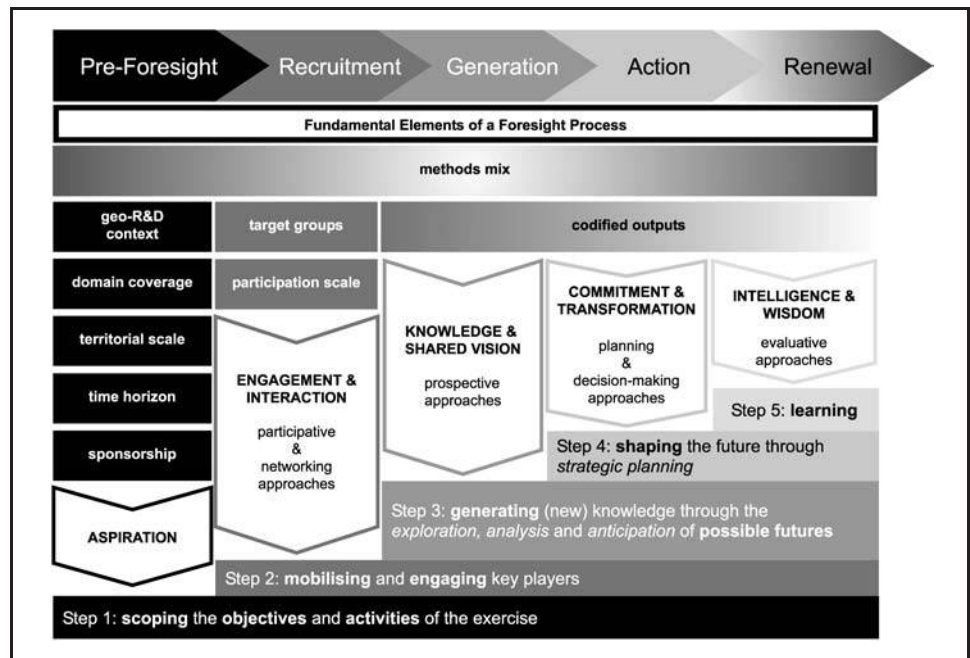 Pre-Foresight
Recruitment
Generation
Action
Renewal
Fundamental Elements of a Foresight Process
methods mix
geo-R&D
context
target groups
codified outputs
domain coverage
participation scale
territorial scale
time horizon
sponsorship
ASPIRATION
ENGAGEMENT &
INTERACTION
participative
&
networking
approaches
KNOWLEDGE &
SHARED VISION
prospective
approaches
COMMITMENT &
TRANSFORMATION
planning
&
decision-making
approaches
INTELLIGENCE &
WISDOM
evaluative
approaches
Step 5: learning
Step 4: shaping the future through
strategic planning
Step 3: generating (new) knowledge through the
exploration, analysis and anticipation of possible futures
Step 2: mobilising and engaging key players
Step 1: scoping the objectives and activities of the exercise